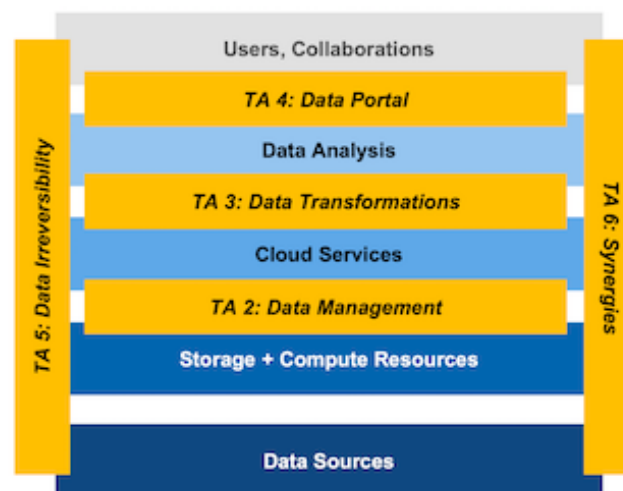 Users, Collaborations
TA 4: Data Portal
Data Analysis
TA 3: Data Transformations
Cloud Services
TA 2: Data Management
Storage + Compute Resources
Data Sources
TA 5: Data Irreversibility
TA 6: Synergies